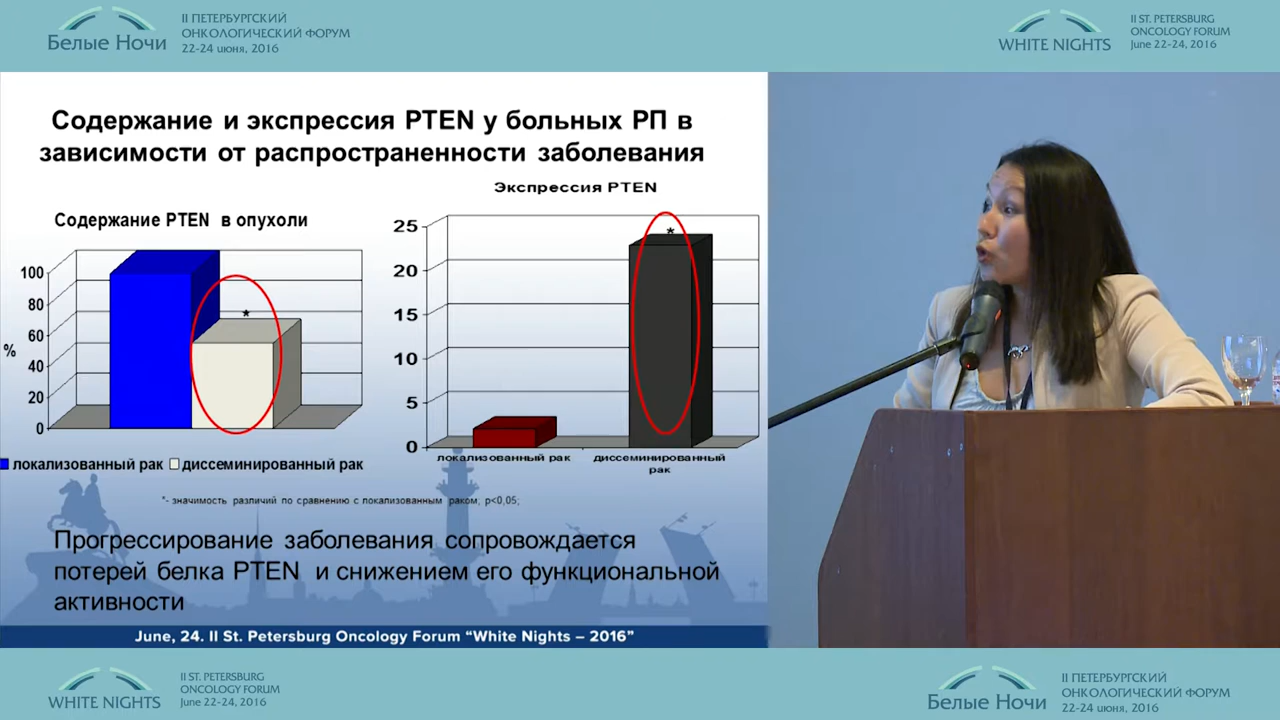 Белые Ночи
II ПЕТЕРБУРГСКИЙ
ОНКОЛОГИЧЕСКИЙ ФОРУМ
22-24 июня, 2016
WHITE NIGHTS
II ST. PETERSBURG
ONCOLOGY FORUM
June 22-24, 2016
Содержание и экспрессия PTEN у больных РП в
зависимости от распространенности заболевания
Содержание PTEN в опухоли
100
80
60
40
20
0
%
*
локализованный рак
диссеминированный рак
Экспрессия PTEN
25
20
15
10
5
0
*
локализованный рак
диссеминированный
рак
*- значимость различий по сравнению с локализованным раком; p<0,05;
Прогрессирование заболевания сопровождается
потерей белка PTEN и снижением его функциональной
активности
June, 24. II St. Petersburg Oncology Forum “White Nights – 2016”
WHITE NIGHTS
II ST. PETERSBURG
ONCOLOGY FORUM
June 22-24, 2016
Белые Ночи
II ПЕТЕРБУРГСКИЙ
ОНКОЛОГИЧЕСКИЙ ФОРУМ
22-24 июня, 2016